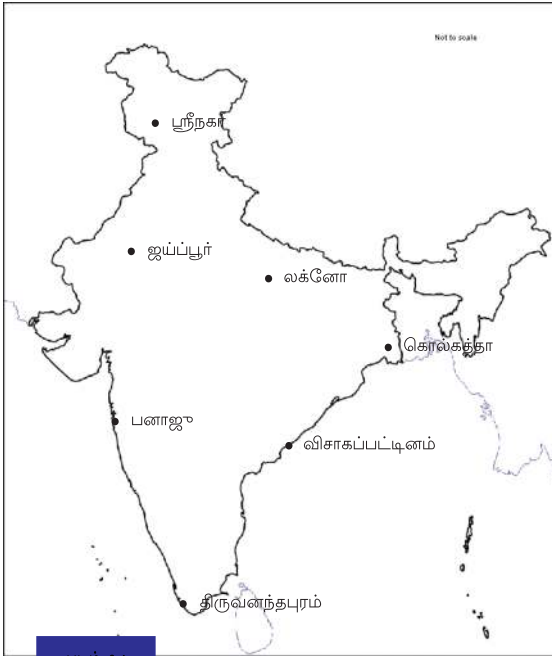 Not to scale
ஸ்ரீநகர்
ஜய்ப்பூர்
லக்னோ
கொல்கத்தா
பனாஜு
விசாகப்பட்டினம்
திருவனந்தபுரம்